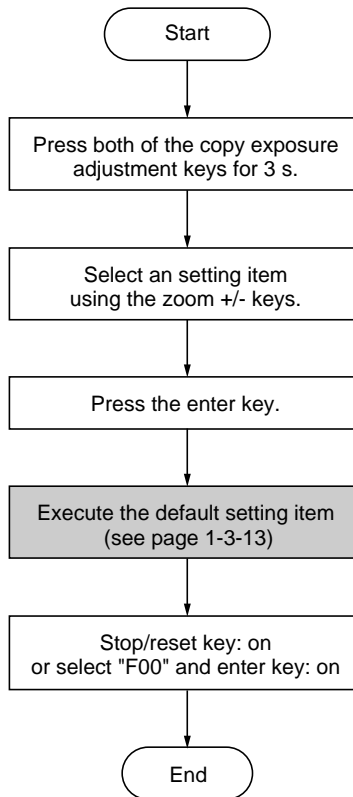 Start
Press both of the copy exposure
adjustment keys for 3 s.
Select an setting item
using the zoom +/- keys.
Press the enter key.
Execute the default setting item
(see page 1-3-13)
Stop/reset key: on
or select "F00" and enter key: on
End